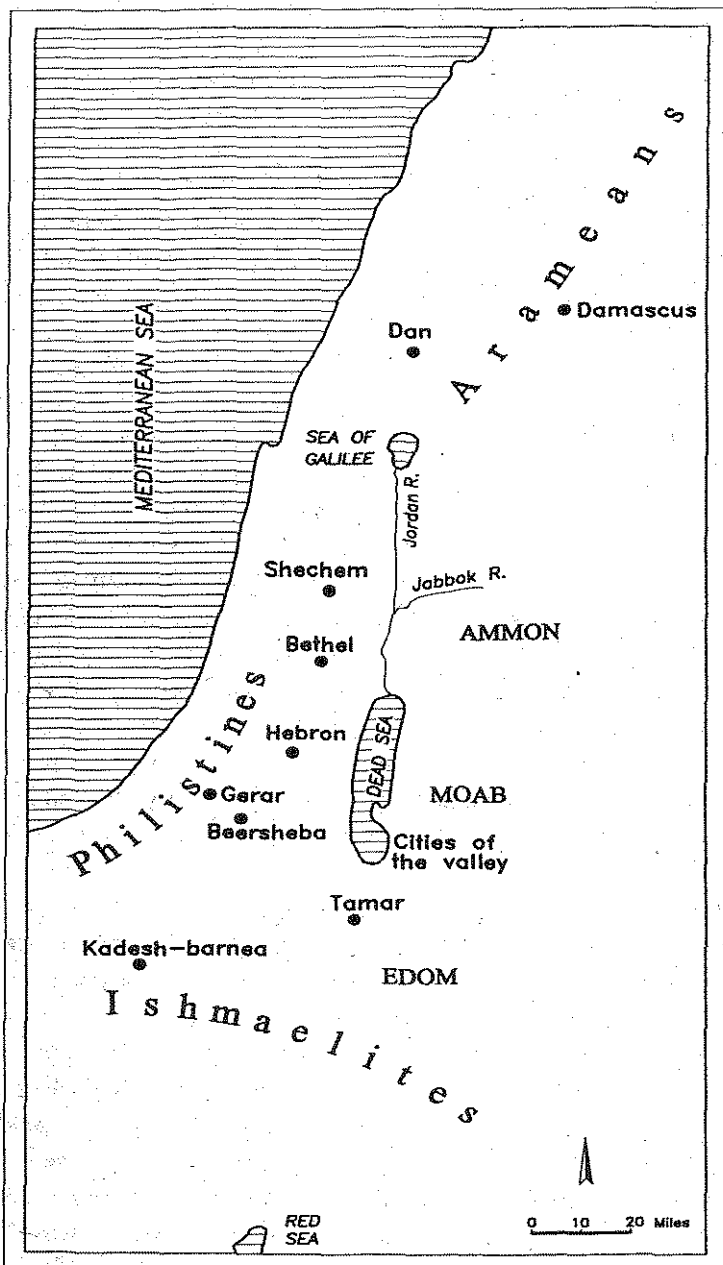 MEDITERRANEAN SEA
Arameans
Damascus
Dan
SEA OF
GALILEE
Jordan R.
Shechem
Jabbok R.
AMMON
Bethel
Philistines
Hebron
DEAD SEA
Gerar
MOAB
Beersheba
Cities of
the valley
Tamar
Kadesh-barnea
EDOM
Ishmaelites
RED
SEA
0 10 20 Miles